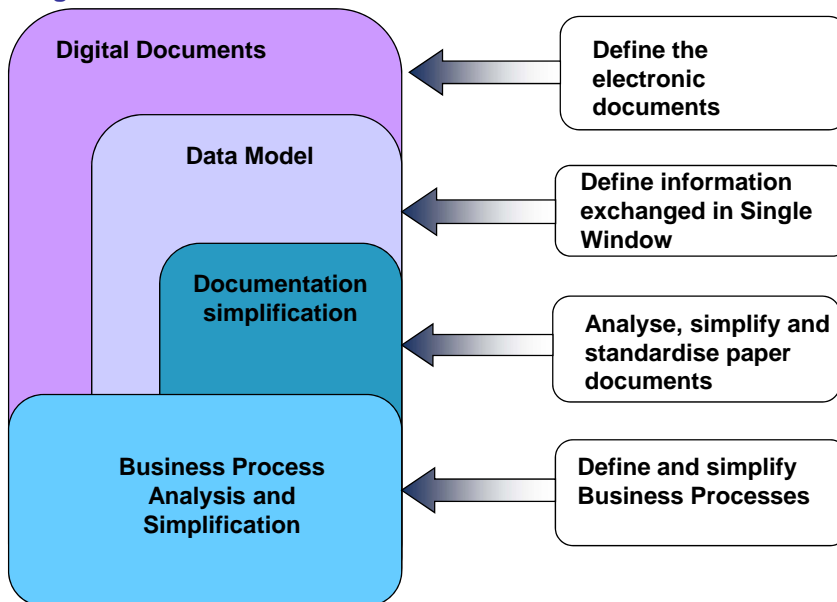 Digital Documents
Define the
electronic
documents
Data Model
Define information
exchanged in Single
Window
Documentation
simplification
Analyse, simplify and
standardise paper
documents
Business Process
Analysis and
Simplification
Define and simplify
Business Processes